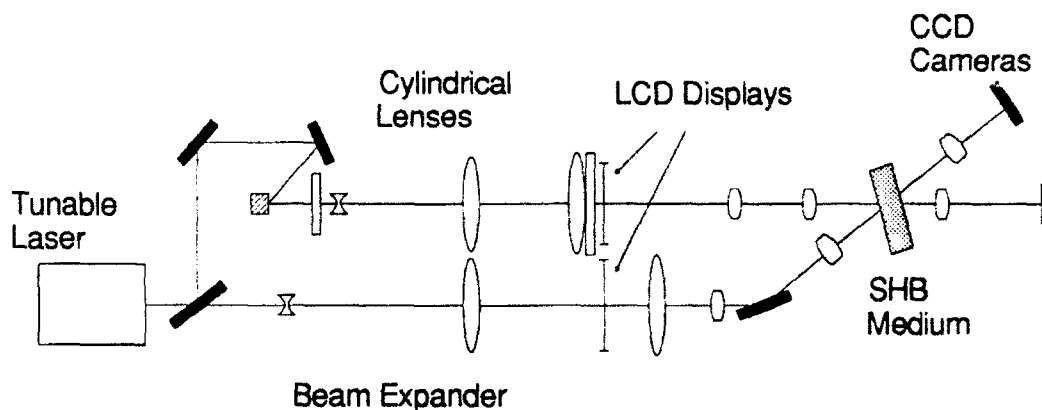 CCD
Cameras
Cylindrical
Lenses
LCD Displays
Tunable
Laser
SHB
Medium
Beam Expander